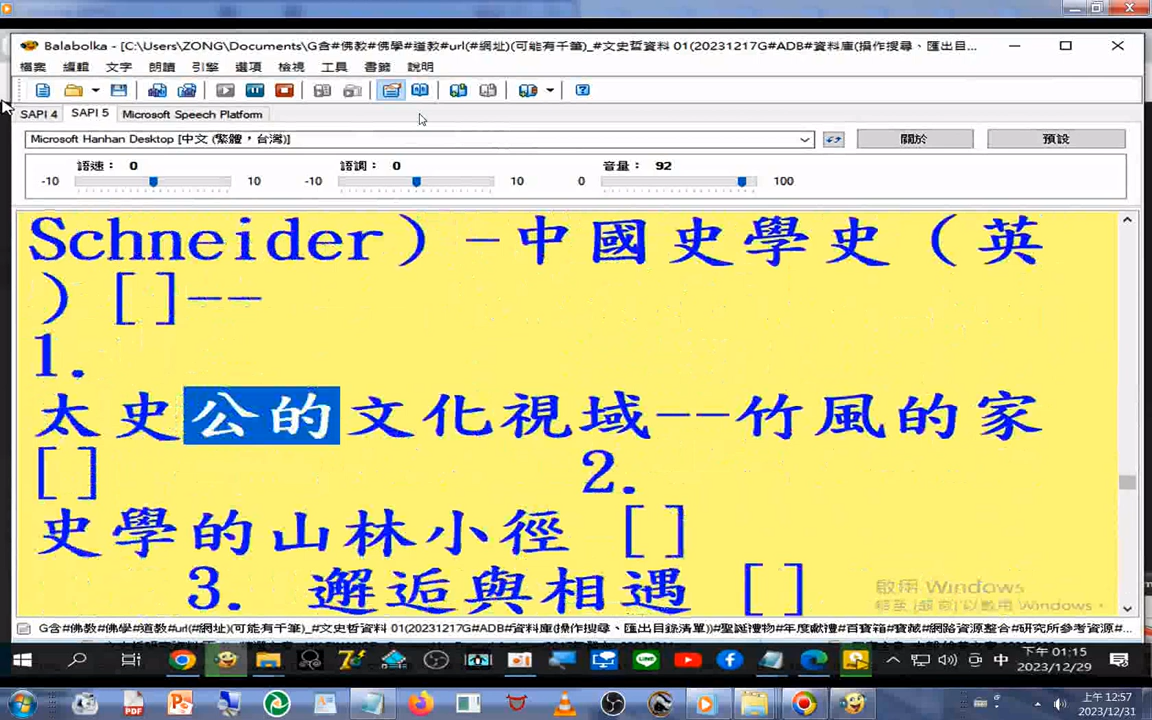 Balabolka - [C:\Users\ZONG\Documents\G含#佛教#佛學#道教#url(#網址)(可能有千筆)_#文史哲資料 01(20231217G#ADB#資料庫(操作搜尋、匯出目...
檔案 編輯 文字 朗讀 引擎 選項 檢視 工具 書籤 說明
SAPI 4 SAPI 5 Microsoft Speech Platform
Microsoft Hanhan Desktop [中文 (繁體，台灣)] 關於 預設
語速： 0 語調： 0 音量： 92
-10 10 -10 10 0 100
Schneider）-中國史學史（英
）[]--
1.
太史公的文化視域--竹風的家
[] 2.
史學的山林小徑 []
3. 邂逅與相遇 []
啟用 Windows
G含#佛教#佛學#道教#url(#網址)(可能有千筆)_#文史哲資料 01(20231217G#ADB#資料庫(操作搜尋、匯出目錄清單))#聖誕禮物#年度獻禮#百寶箱#寶藏#網路資源整合#研究所參考資源#...
中 下午 01:15
2023/12/29
上午 12:57
2023/12/31